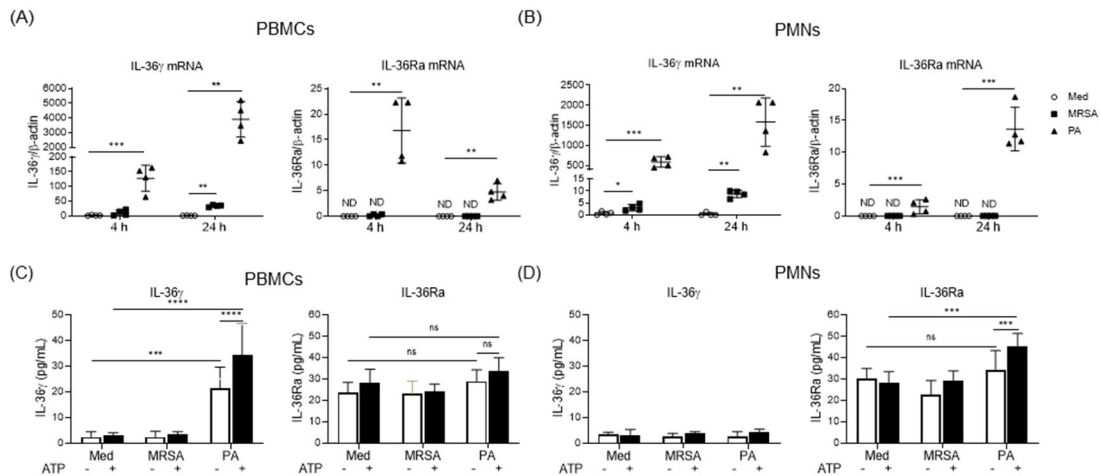 (A)
PBMCs
IL-36γ mRNA
IL-36γ/β-actin
6000
5000
4000
3000
2000
1000
200
150
100
50
0
***
**
**
4 h
24 h
IL-36Ra mRNA
IL-36Ra/β-actin
25
20
15
10
5
0
**
**
ND
ND
ND
ND
4 h
24 h
(B)
PMNs
IL-36γ mRNA
IL-36γ/β-actin
2500
2000
1500
1000
500
15
10
5
0
*
***
**
**
4 h
24 h
IL-36Ra mRNA
IL-36Ra/β-actin
25
20
15
10
5
0
***
***
ND
ND
ND
ND
4 h
24 h
Med
MRSA
PA
(C)
PBMCs
IL-36γ
IL-36γ (pg/mL)
50
40
30
20
10
0
****
****
***
Med MRSA PA
ATP - + - + - +
IL-36Ra
IL-36Ra (pg/mL)
60
50
40
30
20
10
0
ns
ns
ns
Med MRSA PA
- + - + - +
(D)
PMNs
IL-36γ
IL-36γ (pg/mL)
50
40
30
20
10
0
Med MRSA PA
ATP - + - + - +
IL-36Ra
IL-36Ra (pg/mL)
60
50
40
30
20
10
0
***
ns
***
Med MRSA PA
- + - + - +